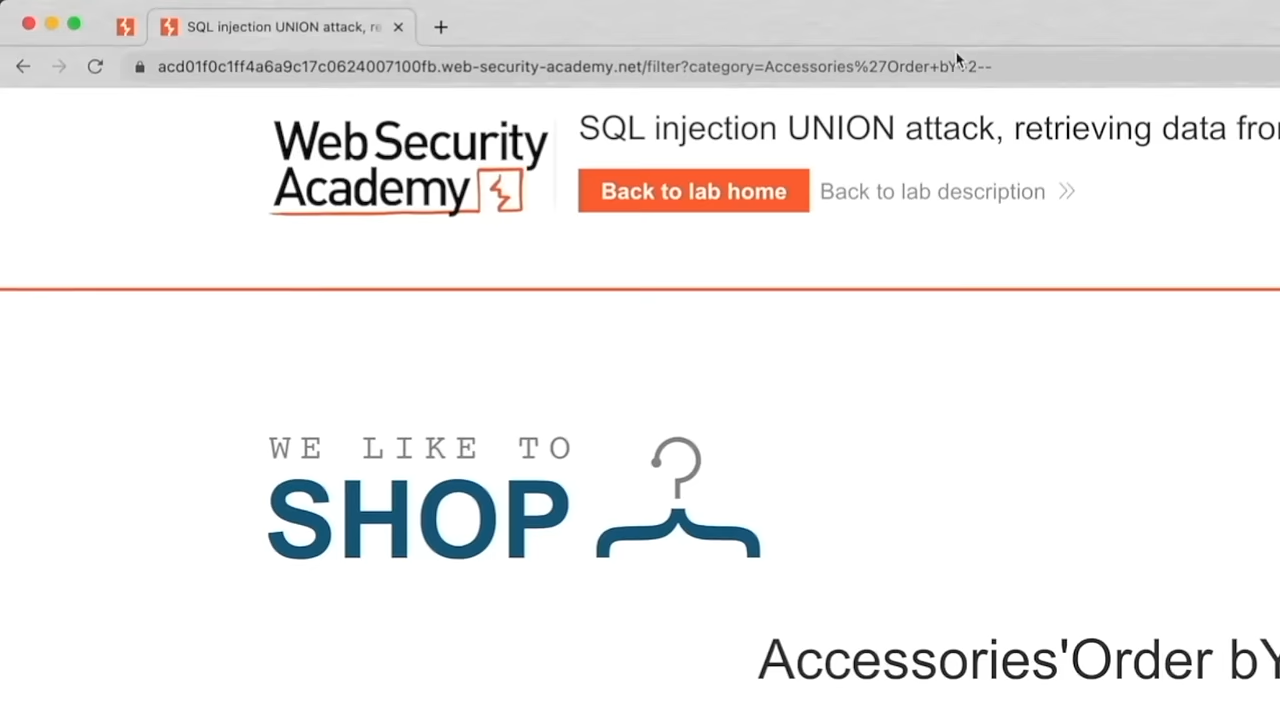 SQL injection UNION attack, re
acd01f0c1ff4a6a9c17c0624007100fb.web-security-academy.net/filter?category=Accessories%27Order+bY+2--
Web Security
Academy
SQL injection UNION attack, retrieving data from
Back to lab home
Back to lab description
WE LIKE TO
SHOP
Accessories'Order bY